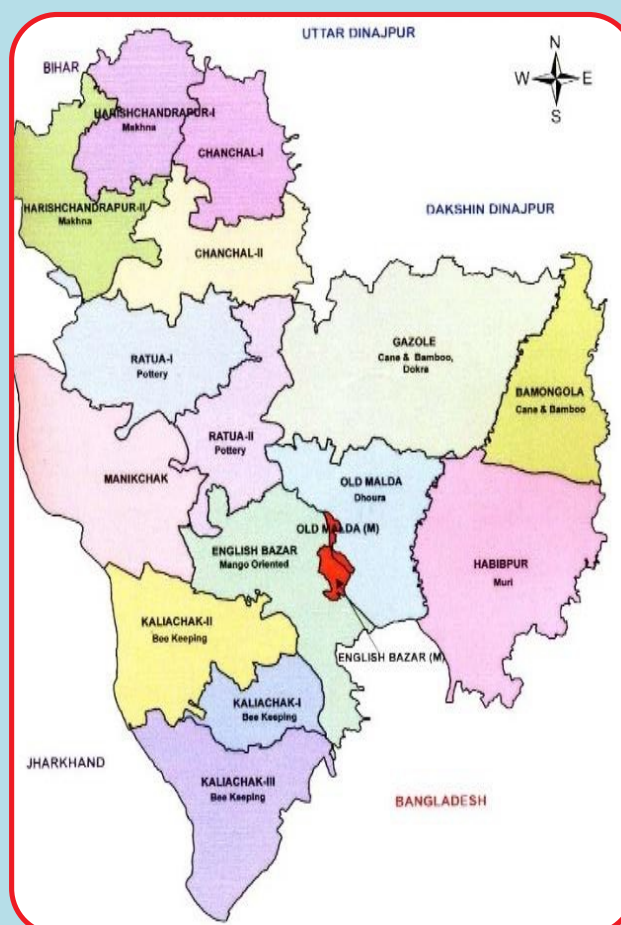 UTTAR DINAJPUR
N
W E
S
BIHAR
HARISHCHANDRAPUR-I
Makhna
CHANCHAL-I
HARISHCHANDRAPUR-II
Makhna
DAKSHIN DINAJPUR
CHANCHAL-II
GAZOLE
Cane & Bamboo,
Dokra
RATUA-I
Pottery
BAMONGOLA
Cane & Bamboo
RATUA-II
Pottery
MANIKCHAK
OLD MALDA
Dhoura
OLD MALDA (M)
ENGLISH BAZAR
Mango Oriented
HABIBPUR
Muri
KALIACHAK-II
Bee Keeping
ENGLISH BAZAR (M)
KALIACHAK-I
Bee Keeping
JHARKHAND
KALIACHAK-III
Bee Keeping
BANGLADESH